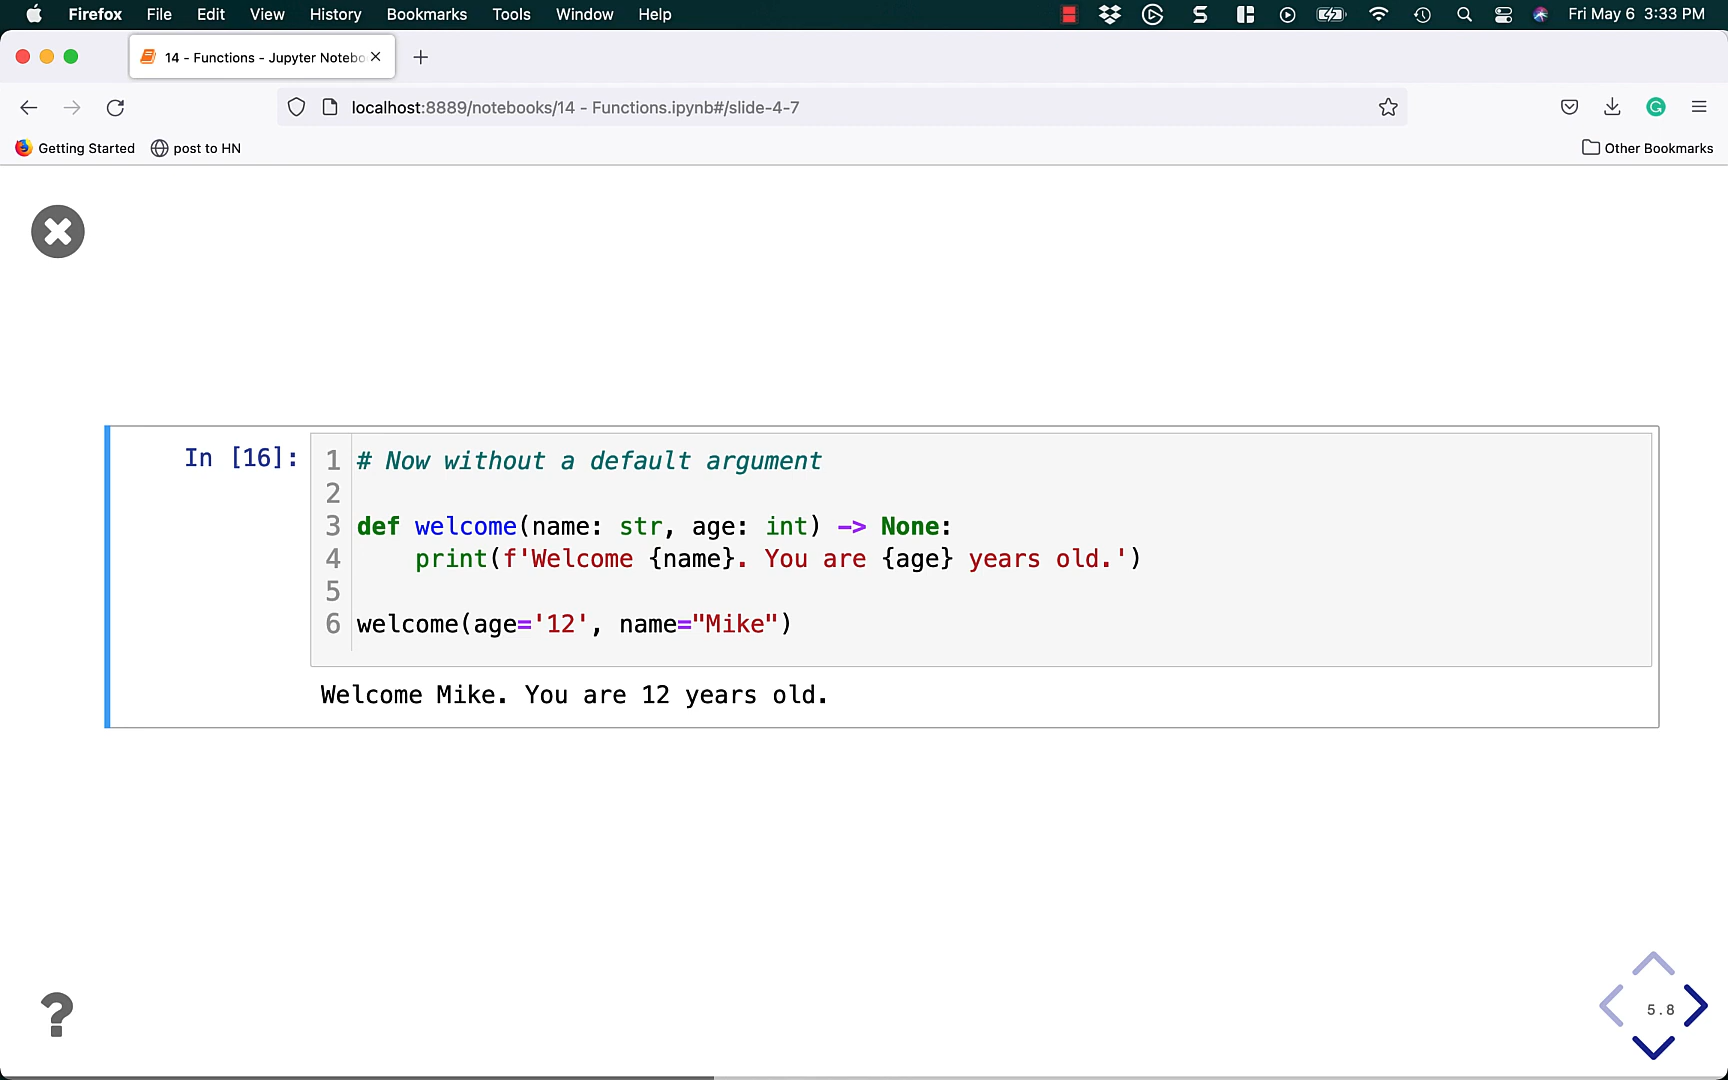 Firefox File Edit View History Bookmarks Tools Window Help Fri May 6 3:33 PM
14 - Functions - Jupyter Notebo
localhost:8889/notebooks/14 - Functions.ipynb#/slide-4-7
Getting Started post to HN Other Bookmarks
In [16]:
1 # Now without a default argument
2
3 def welcome(name: str, age: int) -> None:
4     print(f'Welcome {name}. You are {age} years old.')
5
6 welcome(age='12', name="Mike")
Welcome Mike. You are 12 years old.
?
5.8